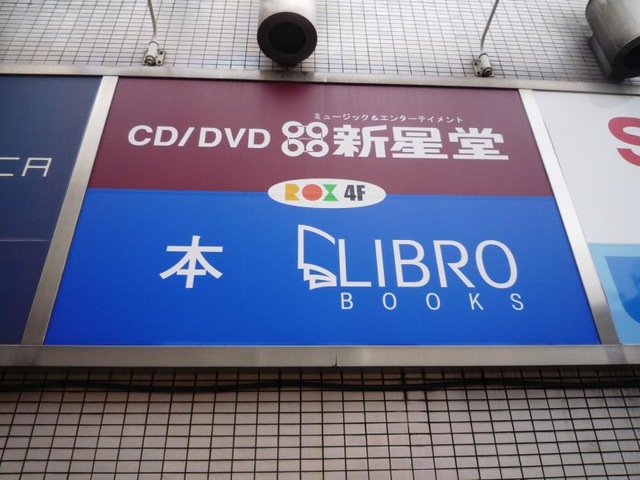 ミュージック&エンターテイメント
CD/DVD 新星堂
ROX 4F
本 LIBRO
BOOKS
CA
S